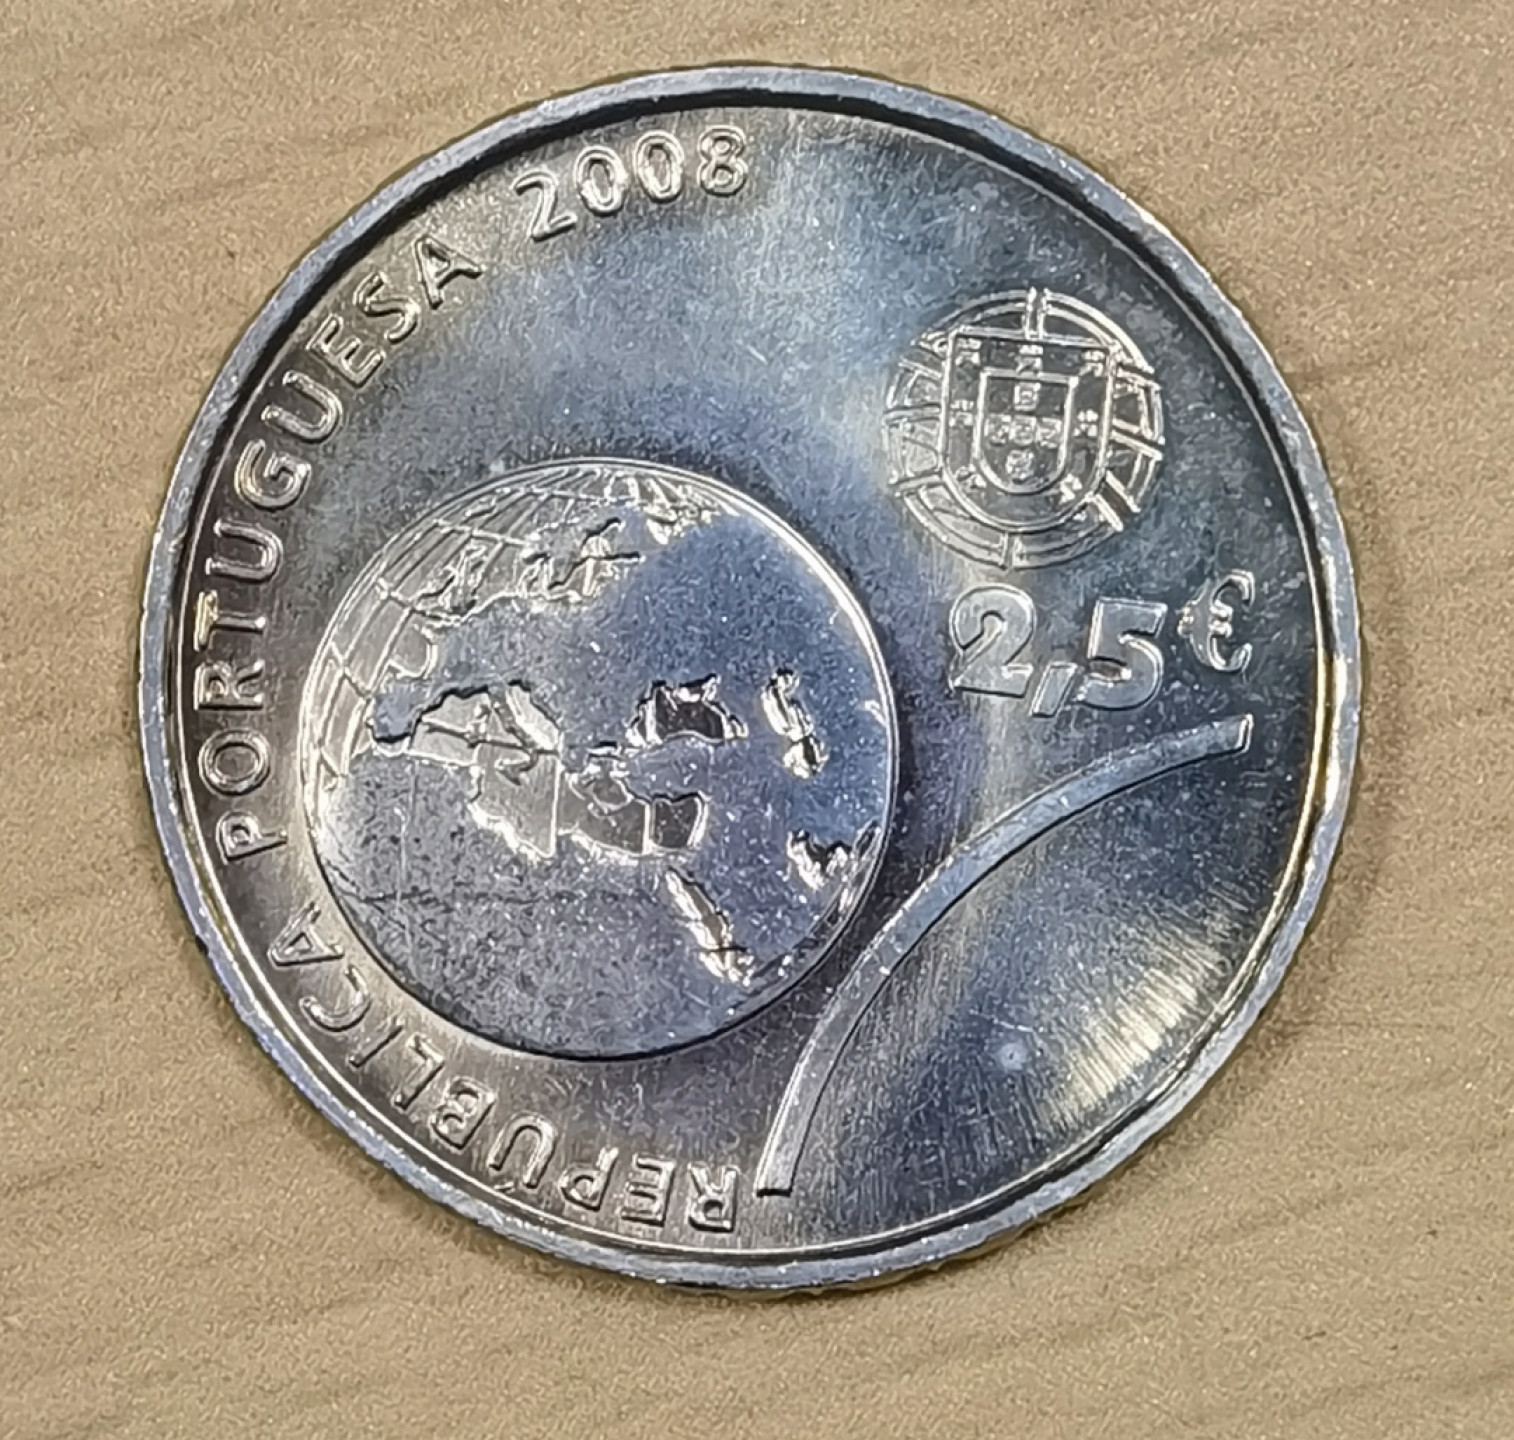 REPUBLICA PORTUGUESA 2008
2,5€